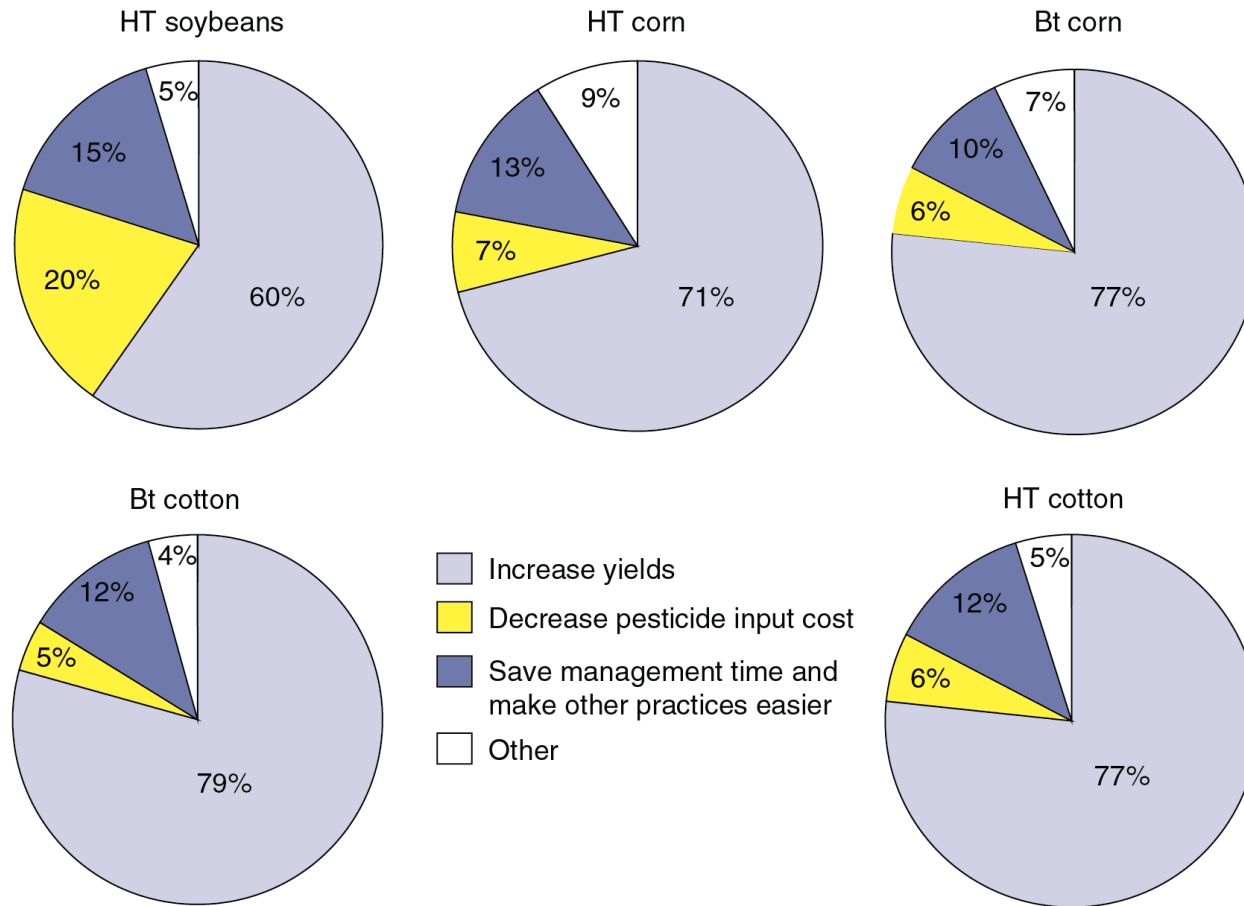 HT soybeans
5%
15%
20%
60%
HT corn
9%
13%
7%
71%
Bt corn
7%
10%
6%
77%
Bt cotton
4%
12%
5%
79%
Increase yields
Decrease pesticide input cost
Save management time and
make other practices easier
Other
HT cotton
5%
12%
6%
77%